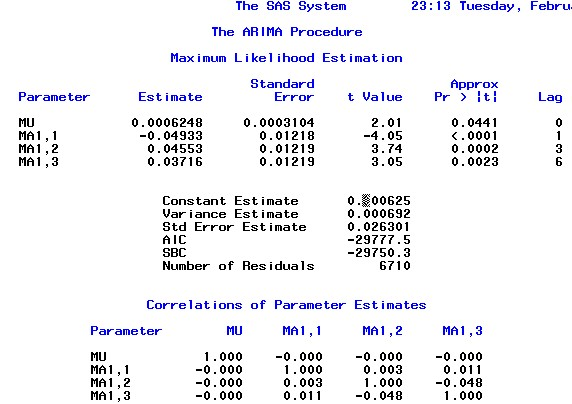 The SAS System 23:13 Tuesday, Febru
The ARIMA Procedure
Maximum Likelihood Estimation
Standard Approx
Parameter Estimate Error t Value Pr > |t| Lag
MU 0.0006248 0.0003104 2.01 0.0441 0
MA1,1 -0.04933 0.01218 -4.05 <.0001 1
MA1,2 0.04553 0.01219 3.74 0.0002 3
MA1,3 0.03716 0.01219 3.05 0.0023 6
Constant Estimate 0.▒00625
Variance Estimate 0.000692
Std Error Estimate 0.026301
AIC -29777.5
SBC -29750.3
Number of Residuals 6710
Correlations of Parameter Estimates
Parameter MU MA1,1 MA1,2 MA1,3
MU 1.000 -0.000 -0.000 -0.000
MA1,1 -0.000 1.000 0.003 0.011
MA1,2 -0.000 0.003 1.000 -0.048
MA1,3 -0.000 0.011 -0.048 1.000